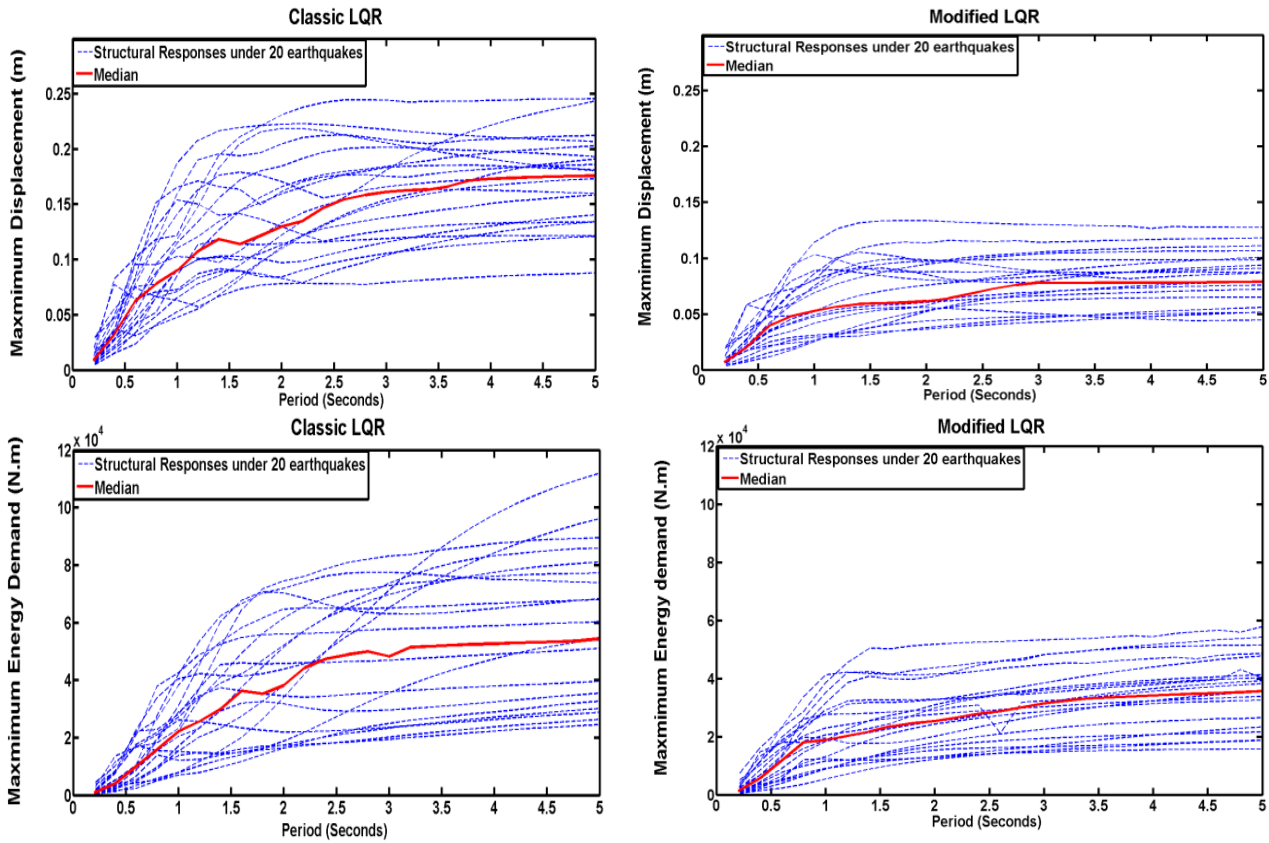 Classic LQR
Structural Responses under 20 earthquakes
Median
Maxmimum Displacement (m)
0.25
0.2
0.15
0.1
0.05
0
0 0.5 1 1.5 2 2.5 3 3.5 4 4.5 5
Period (Seconds)
Modified LQR
Structural Responses under 20 earthquakes
Median
Maxmimum Displacement (m)
0.25
0.2
0.15
0.1
0.05
0
0 0.5 1 1.5 2 2.5 3 3.5 4 4.5 5
Period (Seconds)
Classic LQR
x 10^4
Structural Responses under 20 earthquakes
Median
Maxmimum Energy Demand (N.m)
12
10
8
6
4
2
0
0 0.5 1 1.5 2 2.5 3 3.5 4 4.5 5
Period (Seconds)
Modified LQR
x 10^4
Structural Responses under 20 earthquakes
Median
Maxmimum Energy demand (N.m)
12
10
8
6
4
2
0
0 0.5 1 1.5 2 2.5 3 3.5 4 4.5 5
Period (Seconds)